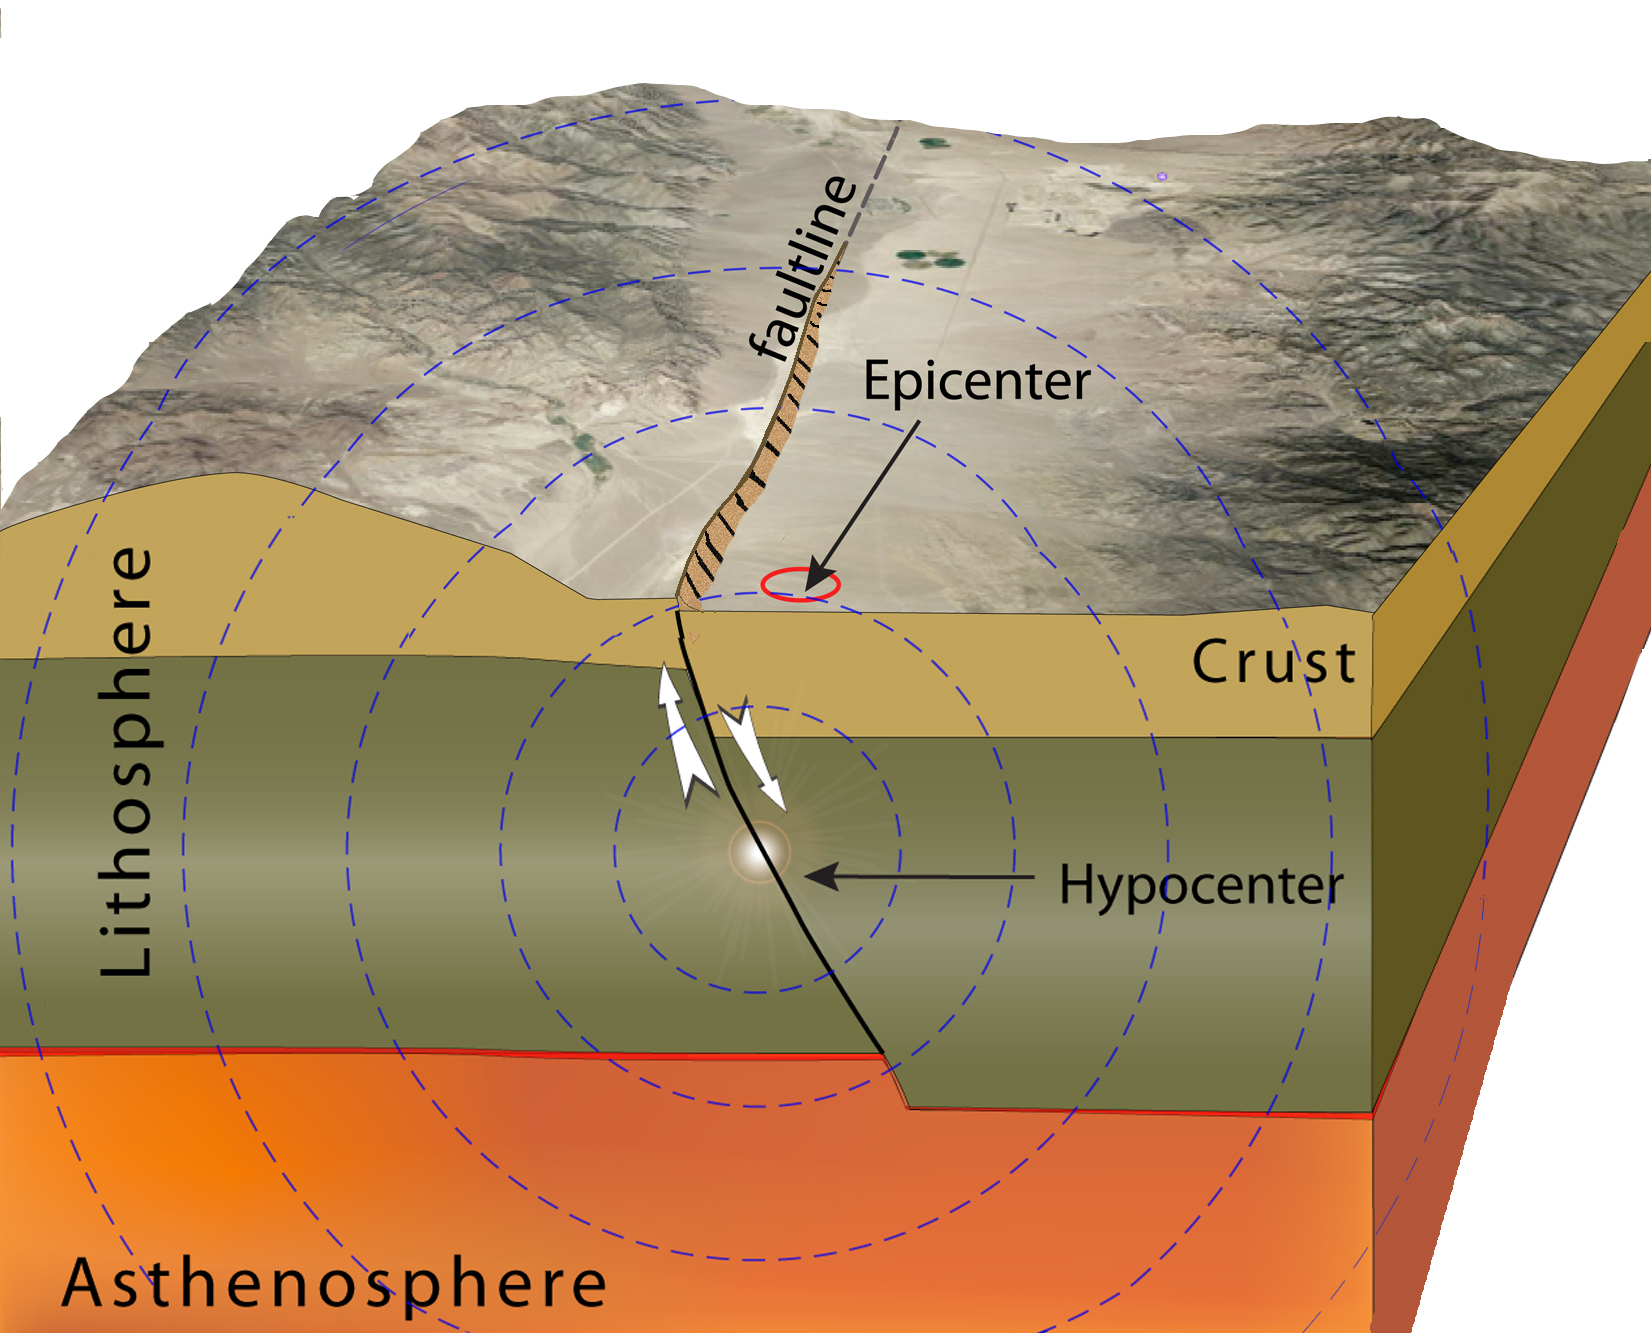 faultline
Epicenter
Lithosphere
Crust
Hypocenter
Asthenosphere